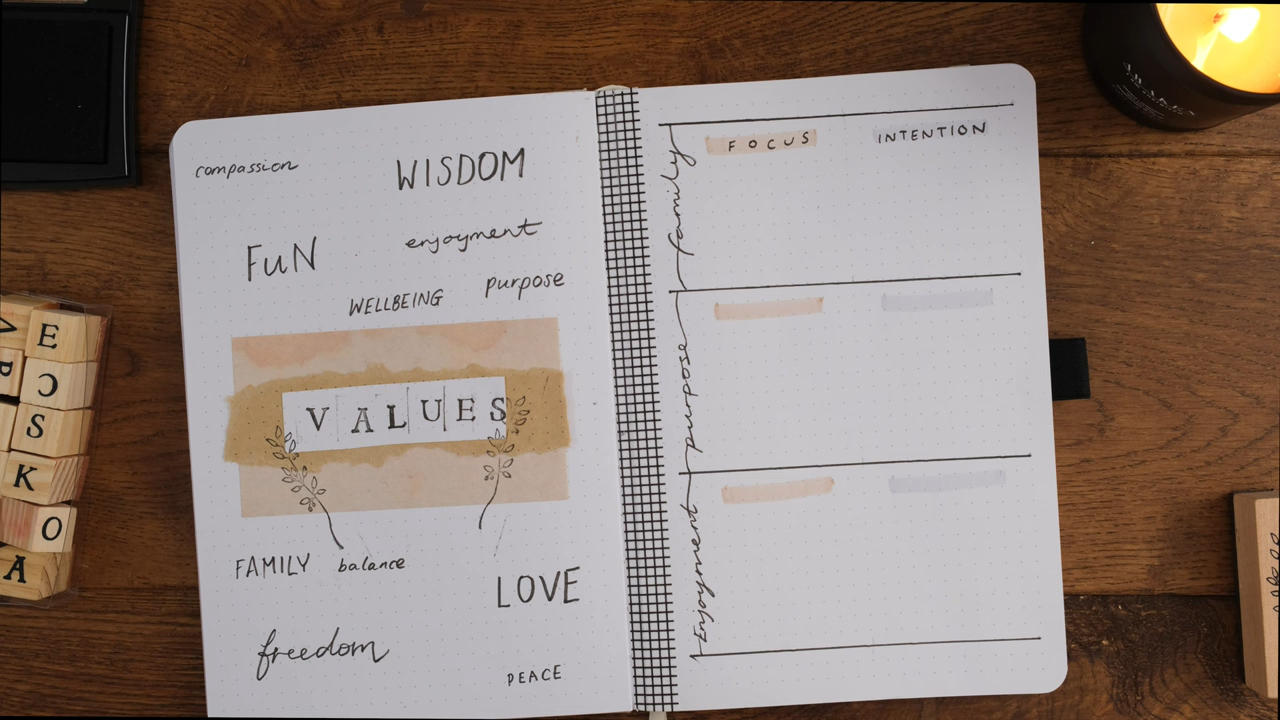 compassion
WISDOM
FuN
enjoyment
WELLBEING
purpose
VALUES
FAMILY
balance
LOVE
freedom
PEACE
FOCUS
INTENTION
family
purpose
Enjoyment
E
C
S
K
O
A